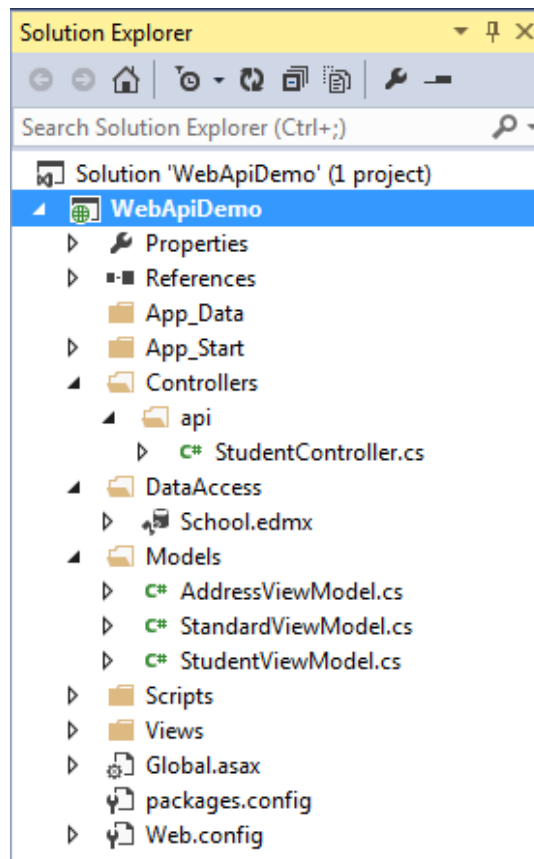 Solution Explorer
Search Solution Explorer (Ctrl+;)
Solution 'WebApiDemo' (1 project)
WebApiDemo
Properties
References
App_Data
App_Start
Controllers
api
C# StudentController.cs
DataAccess
School.edmx
Models
C# AddressViewModel.cs
C# StandardViewModel.cs
C# StudentViewModel.cs
Scripts
Views
Global.asax
packages.config
Web.config